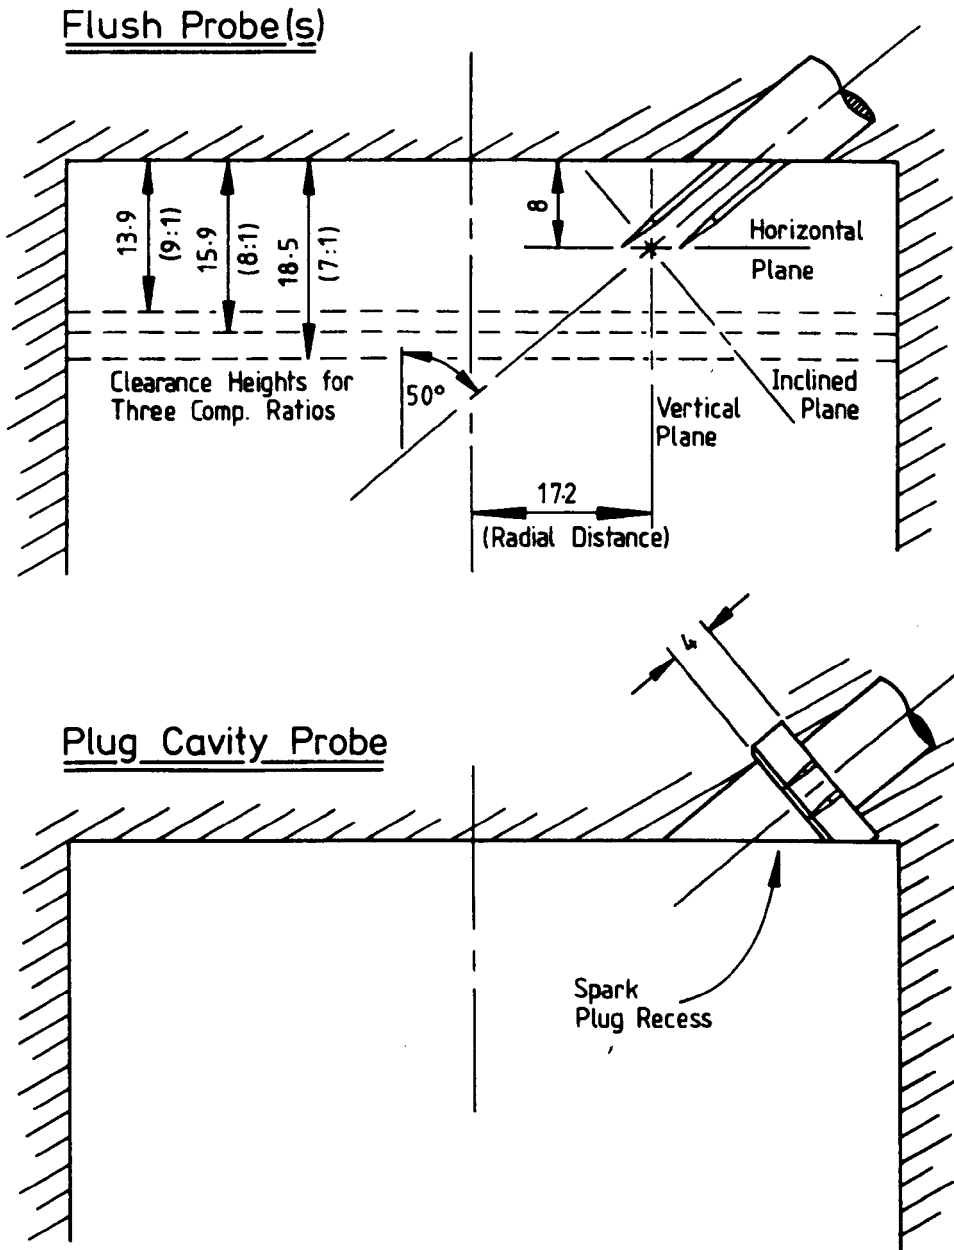 Flush Probe(s)
13·9
(9:1)
15·9
(8:1)
18·5
(7:1)
8
Horizontal
Plane
Clearance Heights for
Three Comp. Ratios
50°
Inclined
Plane
Vertical
Plane
17·2
(Radial Distance)
4
Plug Cavity Probe
Spark
Plug Recess